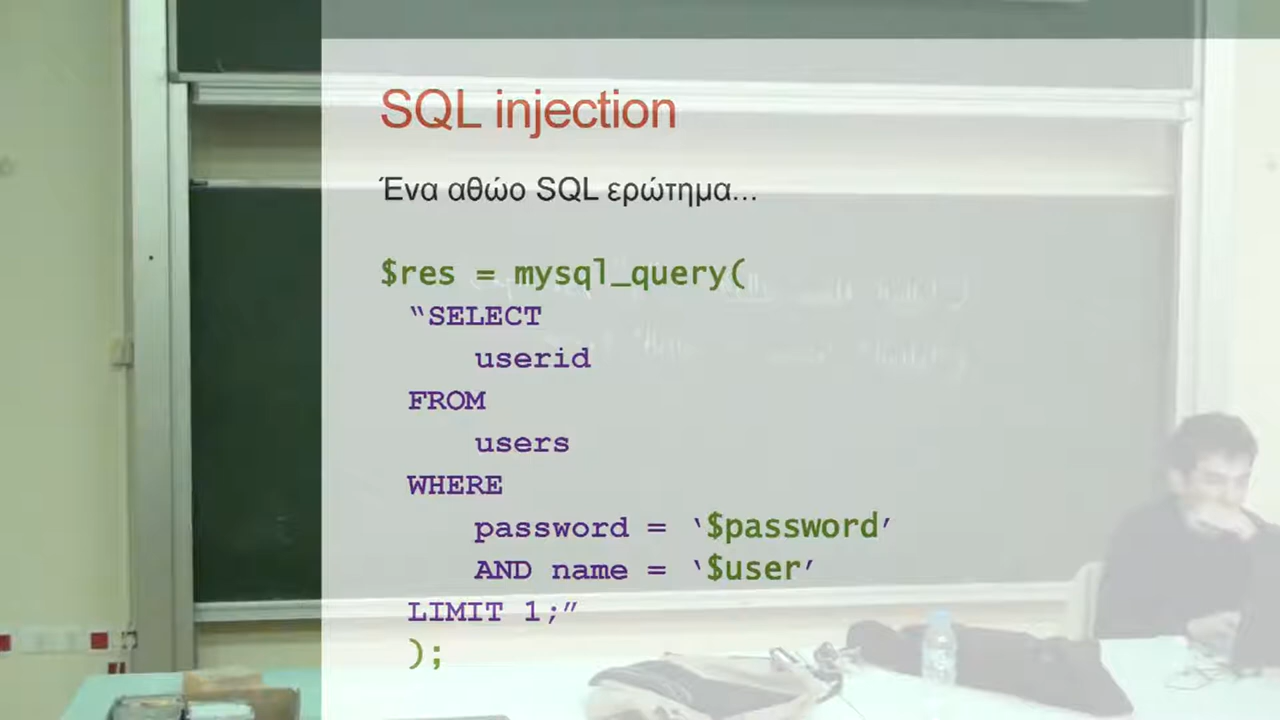 SQL injection
Ένα αθώο SQL ερώτημα...
$res = mysql_query(
“SELECT
userid
FROM
users
WHERE
password = ‘$password’
AND name = ‘$user’
LIMIT 1;”
);